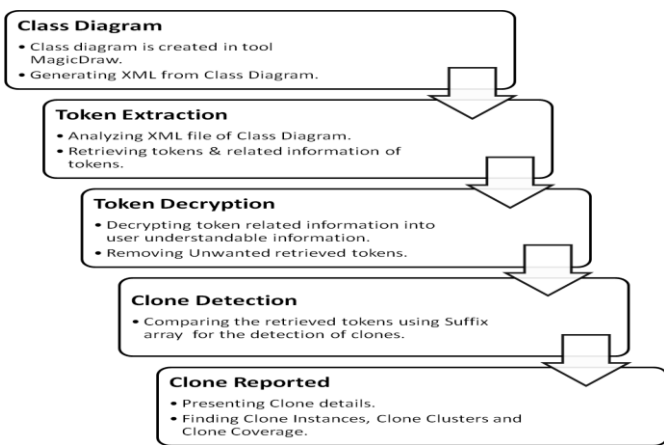 Class Diagram
• Class diagram is created in tool
MagicDraw.
• Generating XML from Class Diagram.
Token Extraction
• Analyzing XML file of Class Diagram.
• Retrieving tokens & related information of
tokens.
Token Decryption
• Decrypting token related information into
user understandable information.
• Removing Unwanted retrieved tokens.
Clone Detection
• Comparing the retrieved tokens using Suffix
array for the detection of clones.
Clone Reported
• Presenting Clone details.
• Finding Clone Instances, Clone Clusters and
Clone Coverage.